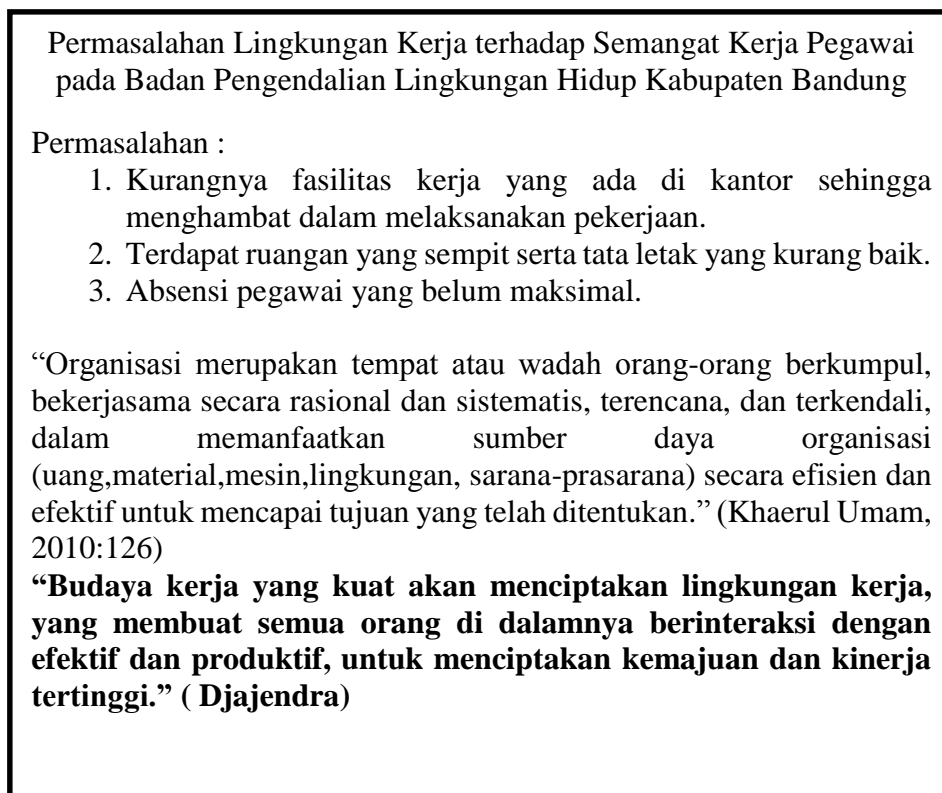 Permasalahan Lingkungan Kerja terhadap Semangat Kerja Pegawai
pada Badan Pengendalian Lingkungan Hidup Kabupaten Bandung
Permasalahan :
1. Kurangnya fasilitas kerja yang ada di kantor sehingga
menghambat dalam melaksanakan pekerjaan.
2. Terdapat ruangan yang sempit serta tata letak yang kurang baik.
3. Absensi pegawai yang belum maksimal.
“Organisasi merupakan tempat atau wadah orang-orang berkumpul,
bekerjasama secara rasional dan sistematis, terencana, dan terkendali,
dalam memanfaatkan sumber daya organisasi
(uang,material,mesin,lingkungan, sarana-prasarana) secara efisien dan
efektif untuk mencapai tujuan yang telah ditentukan.” (Khaerul Umam,
2010:126)
“Budaya kerja yang kuat akan menciptakan lingkungan kerja,
yang membuat semua orang di dalamnya berinteraksi dengan
efektif dan produktif, untuk menciptakan kemajuan dan kinerja
tertinggi.” ( Djajendra)